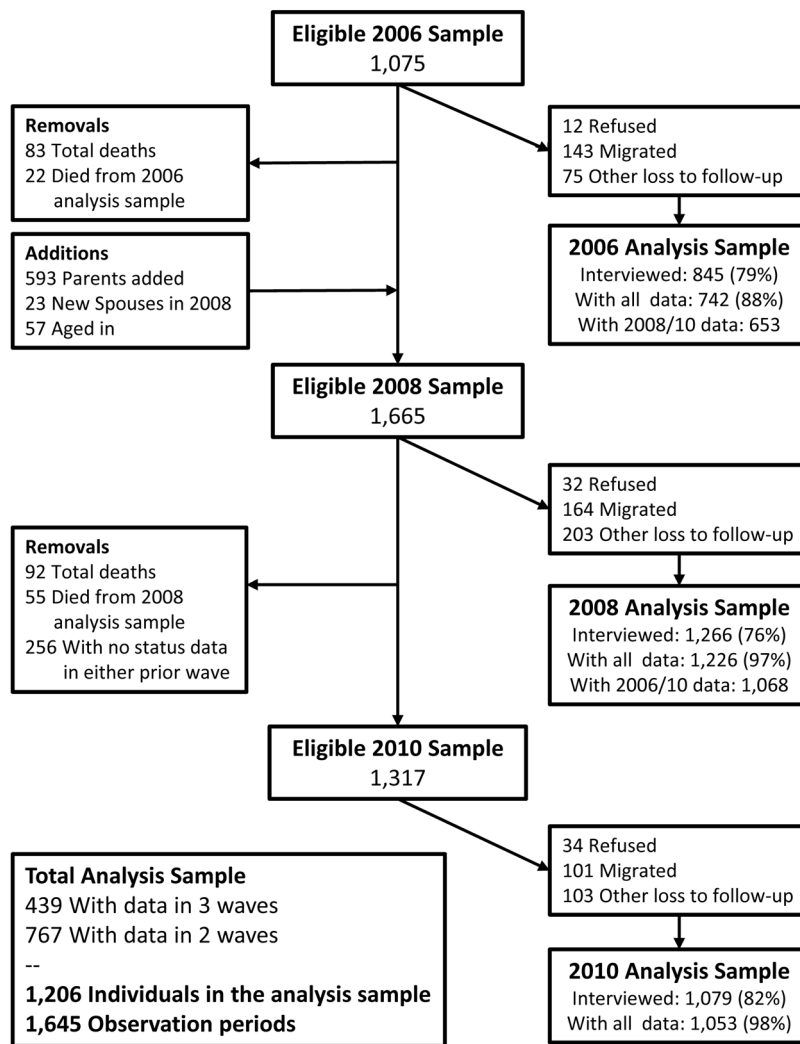 Eligible 2006 Sample
1,075
Removals
83 Total deaths
22 Died from 2006
analysis sample
12 Refused
143 Migrated
75 Other loss to follow-up
Additions
593 Parents added
23 New Spouses in 2008
57 Aged in
2006 Analysis Sample
Interviewed: 845 (79%)
With all data: 742 (88%)
With 2008/10 data: 653
Eligible 2008 Sample
1,665
32 Refused
164 Migrated
203 Other loss to follow-up
Removals
92 Total deaths
55 Died from 2008
analysis sample
256 With no status data
in either prior wave
2008 Analysis Sample
Interviewed: 1,266 (76%)
With all data: 1,226 (97%)
With 2006/10 data: 1,068
Eligible 2010 Sample
1,317
34 Refused
101 Migrated
103 Other loss to follow-up
Total Analysis Sample
439 With data in 3 waves
767 With data in 2 waves
--
1,206 Individuals in the analysis sample
1,645 Observation periods
2010 Analysis Sample
Interviewed: 1,079 (82%)
With all data: 1,053 (98%)